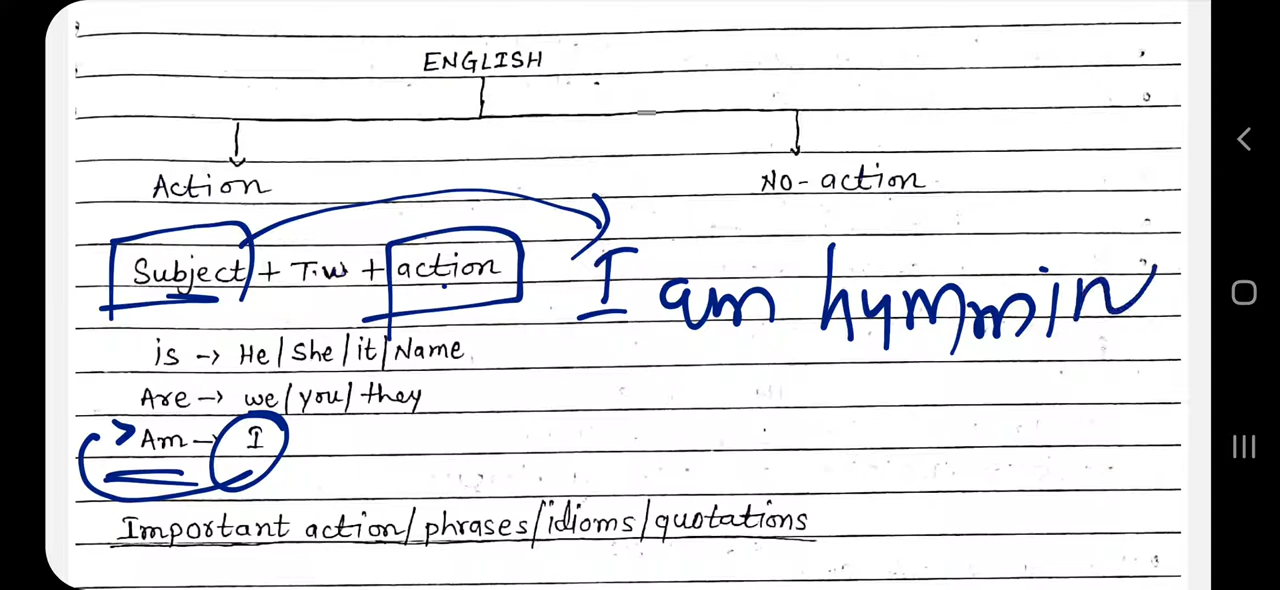 ENGLISH
Action
NO-action
Subject + T.w + action
I am hymmin
is → He/She/it/Name
Are → we/you/they
> Am → I
Important action/phrases/idioms/quotations